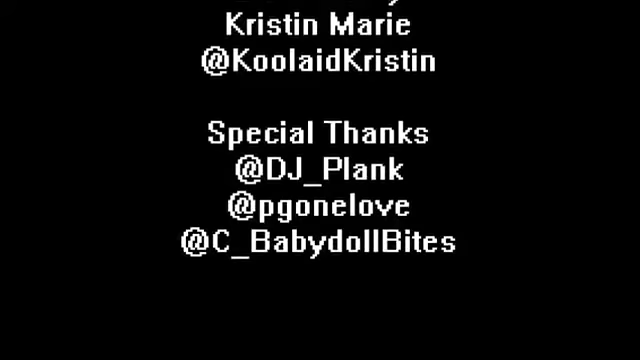 Kristin Marie
@KoolaidKristin
Special Thanks
@DJ_Plank
@pgonelove
@C_BabydollBites